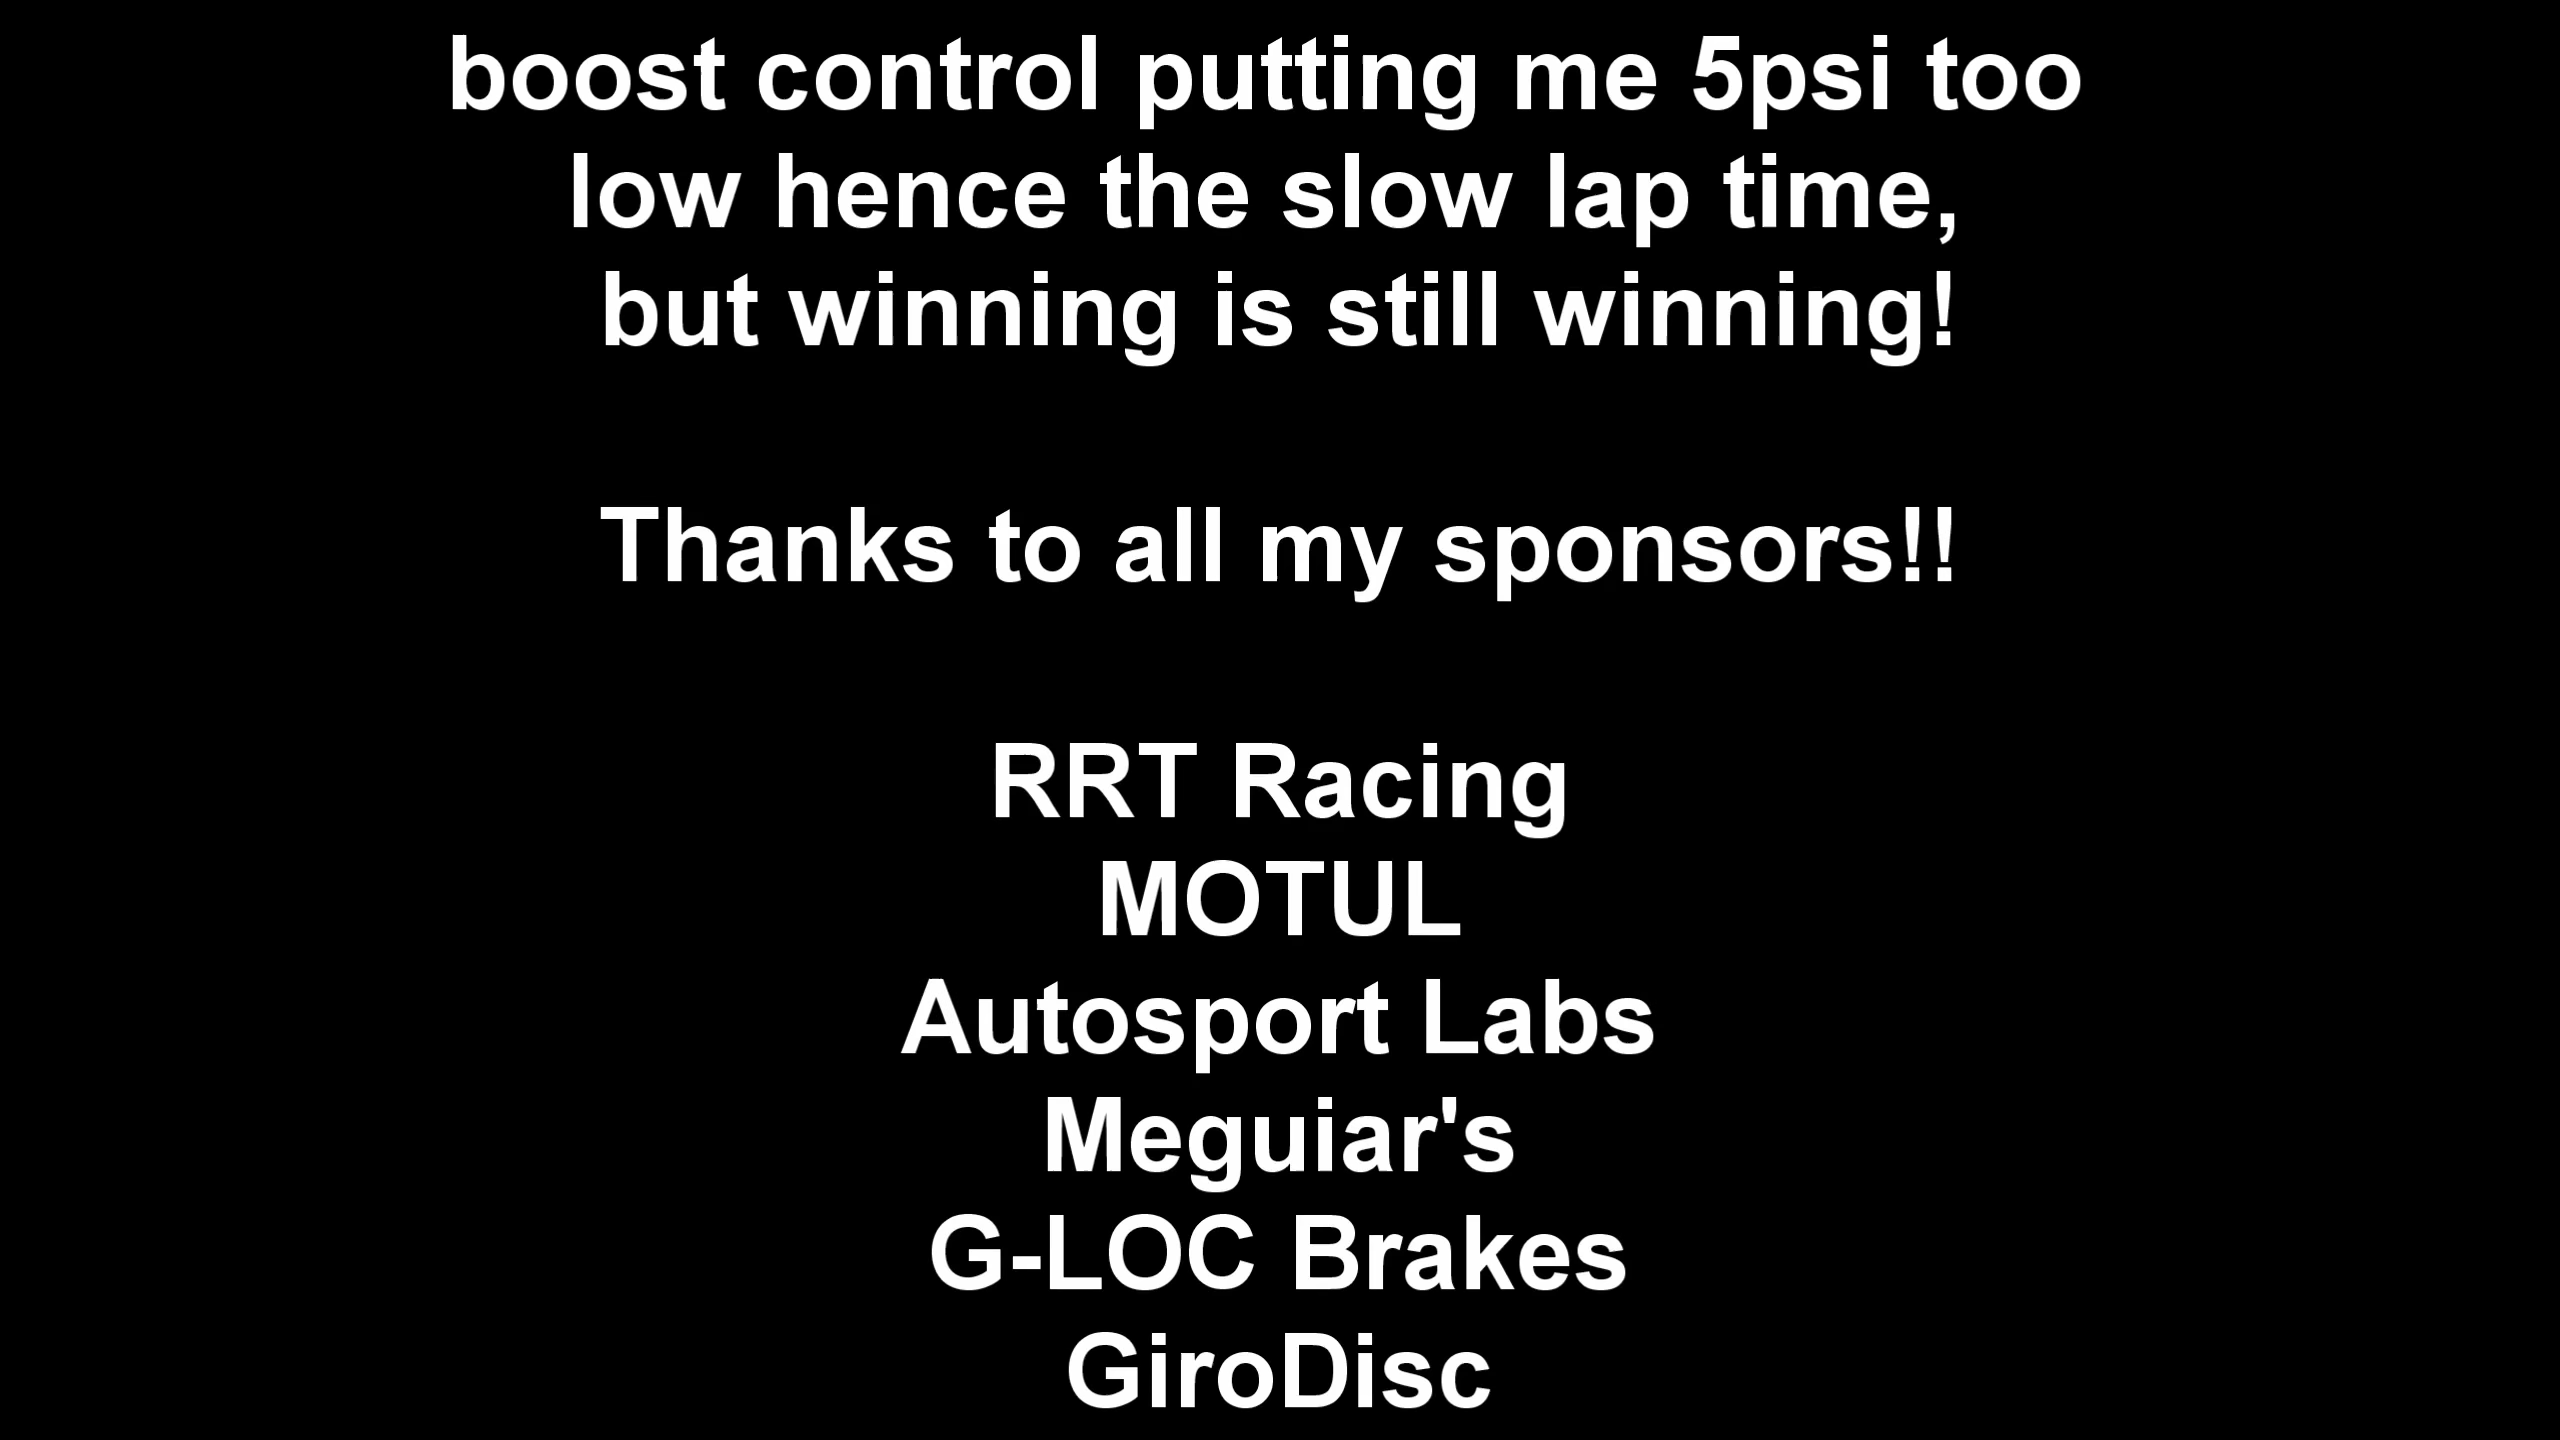 boost control putting me 5psi too
low hence the slow lap time,
but winning is still winning!
Thanks to all my sponsors!!
RRT Racing
MOTUL
Autosport Labs
Meguiar's
G-LOC Brakes
GiroDisc